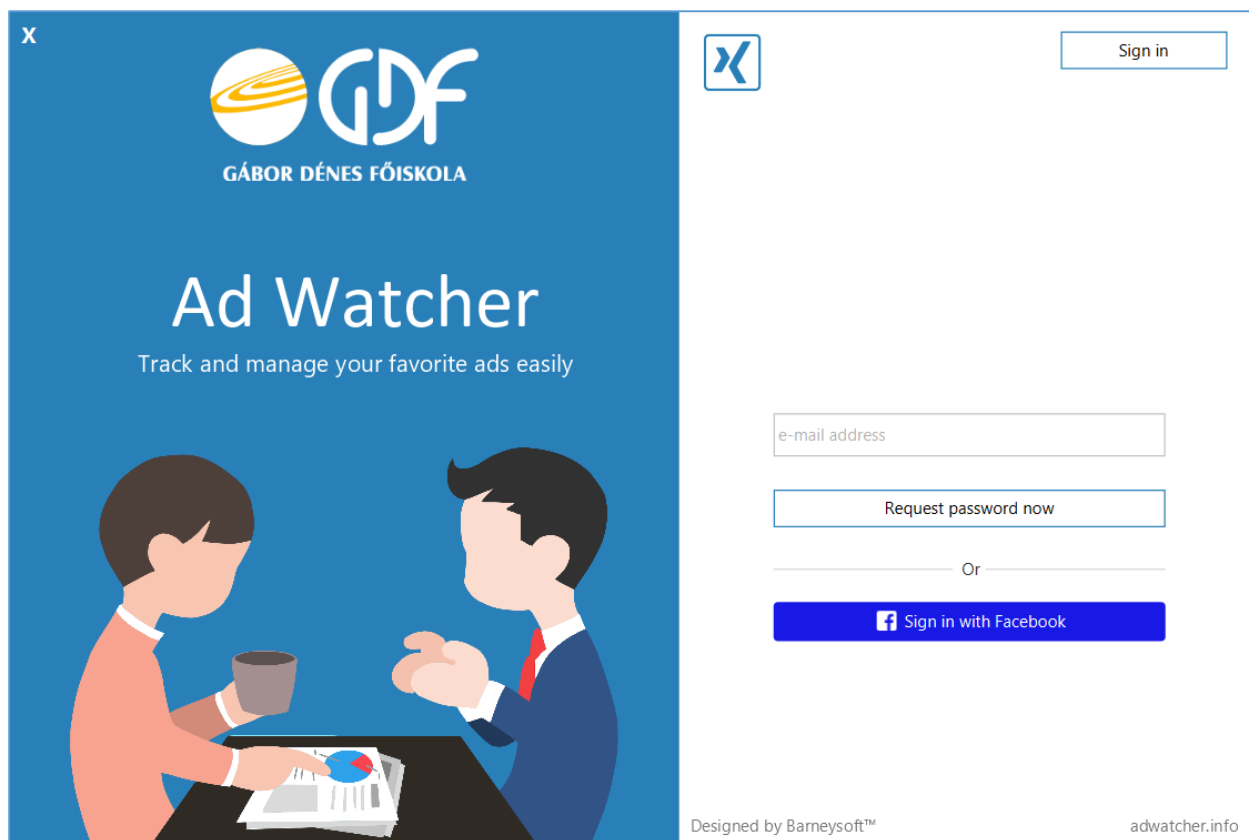 X
GDF
GÁBOR DÉNES FŐISKOLA
Ad Watcher
Track and manage your favorite ads easily
Sign in
e-mail address
Request password now
Or
Sign in with Facebook
Designed by Barneysoft™
adwatcher.info